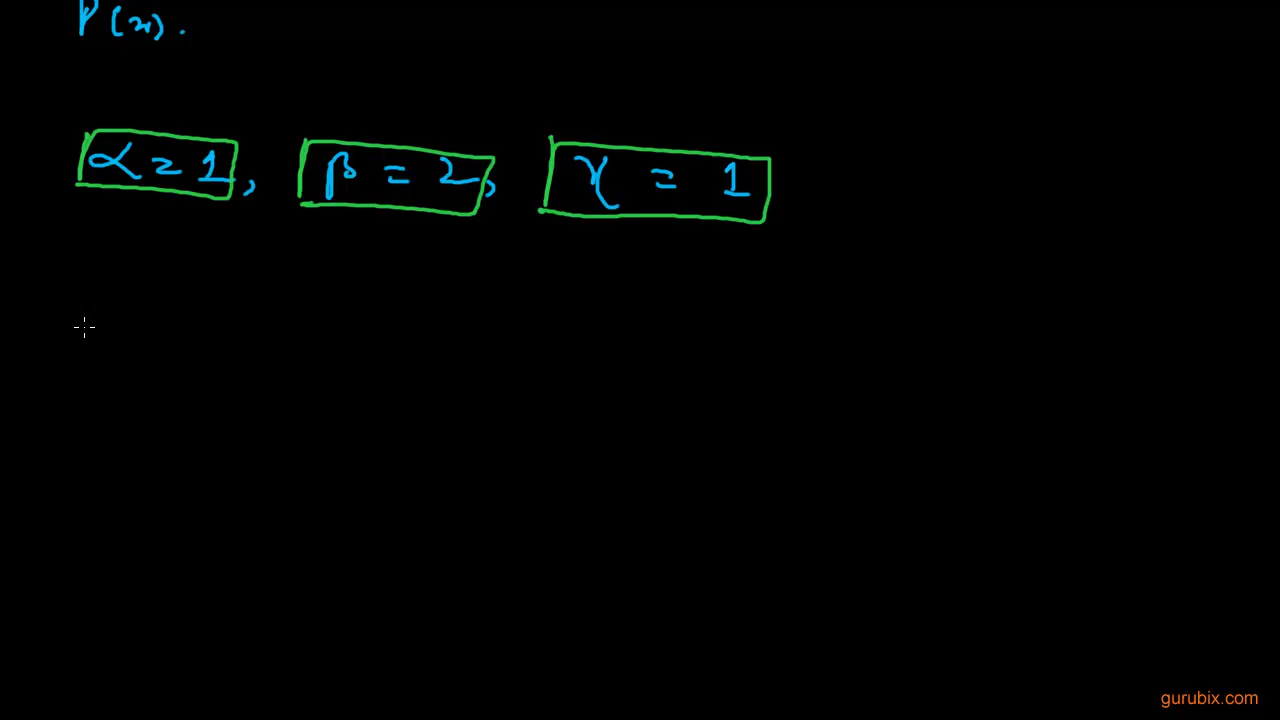 P(x).
α = 1, β = 2, γ = 1
gurubix.com